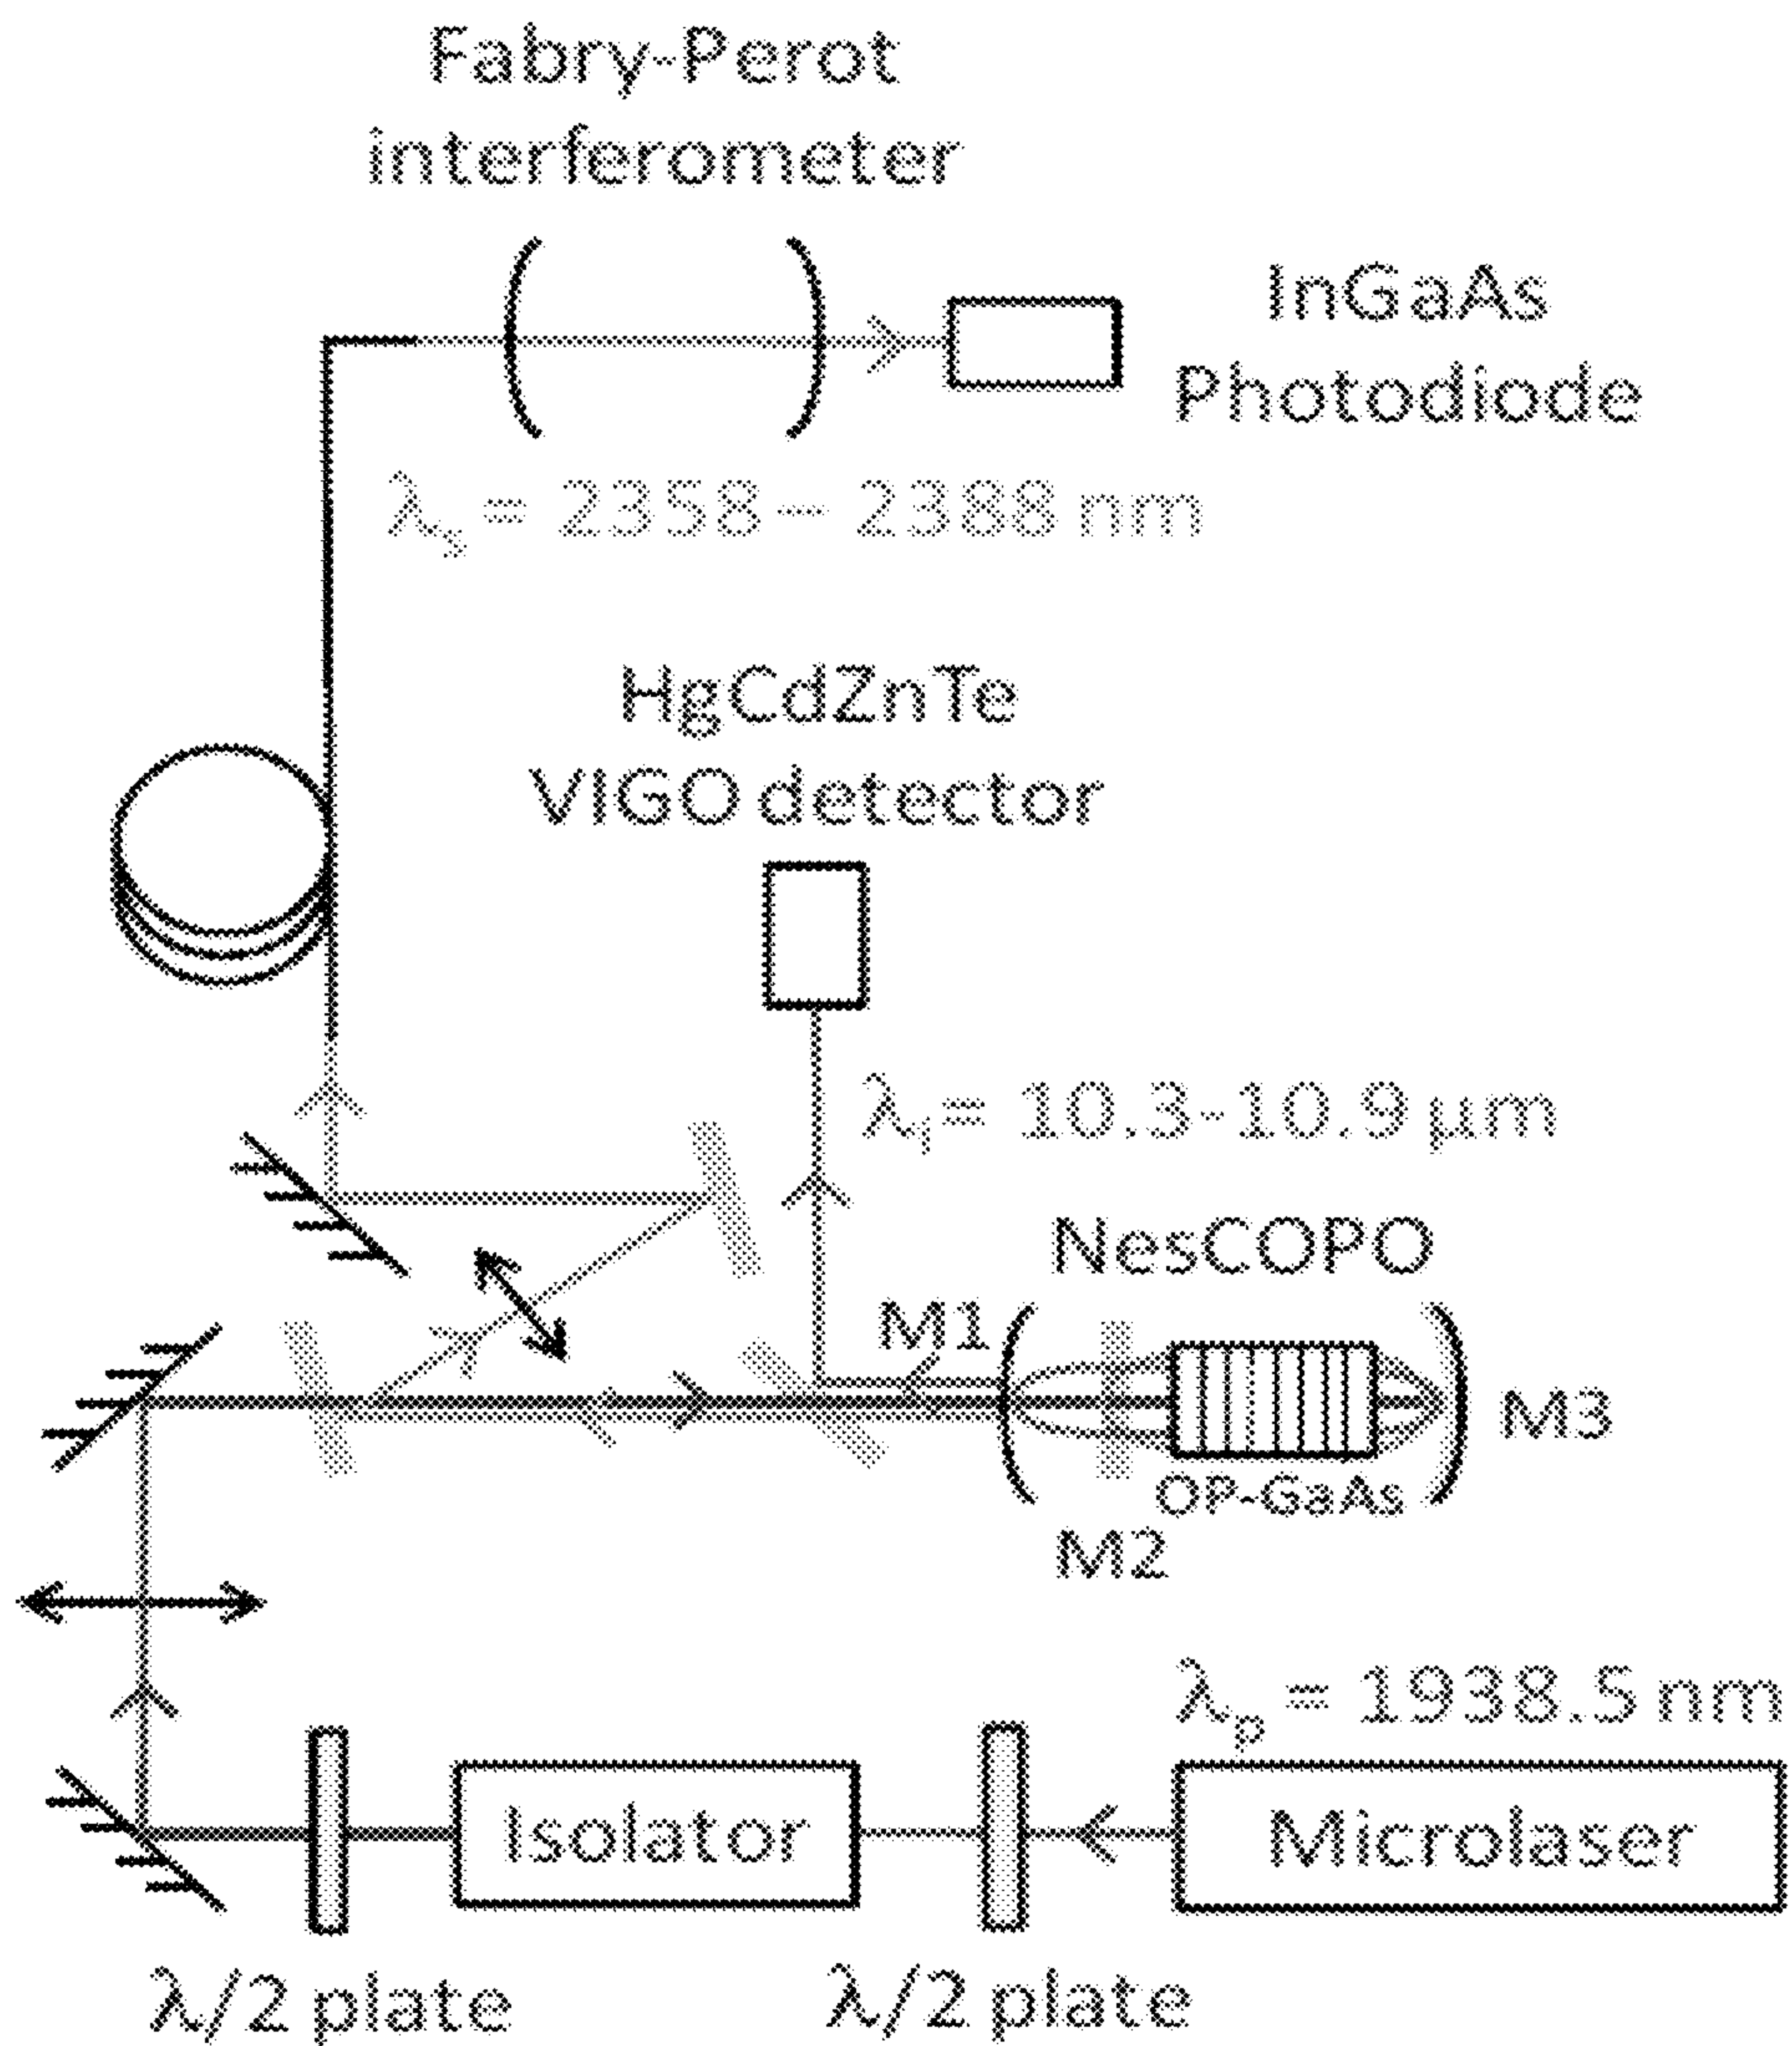 Fabry-Perot
interferometer
InGaAs
Photodiode
λs = 2358 – 2388 nm
HgCdZnTe
VIGO detector
λi = 10.3-10.9 µm
NesCOPO
M1
M3
OP-GaAs
M2
λp = 1938.5 nm
Isolator
Microlaser
λ/2 plate
λ/2 plate